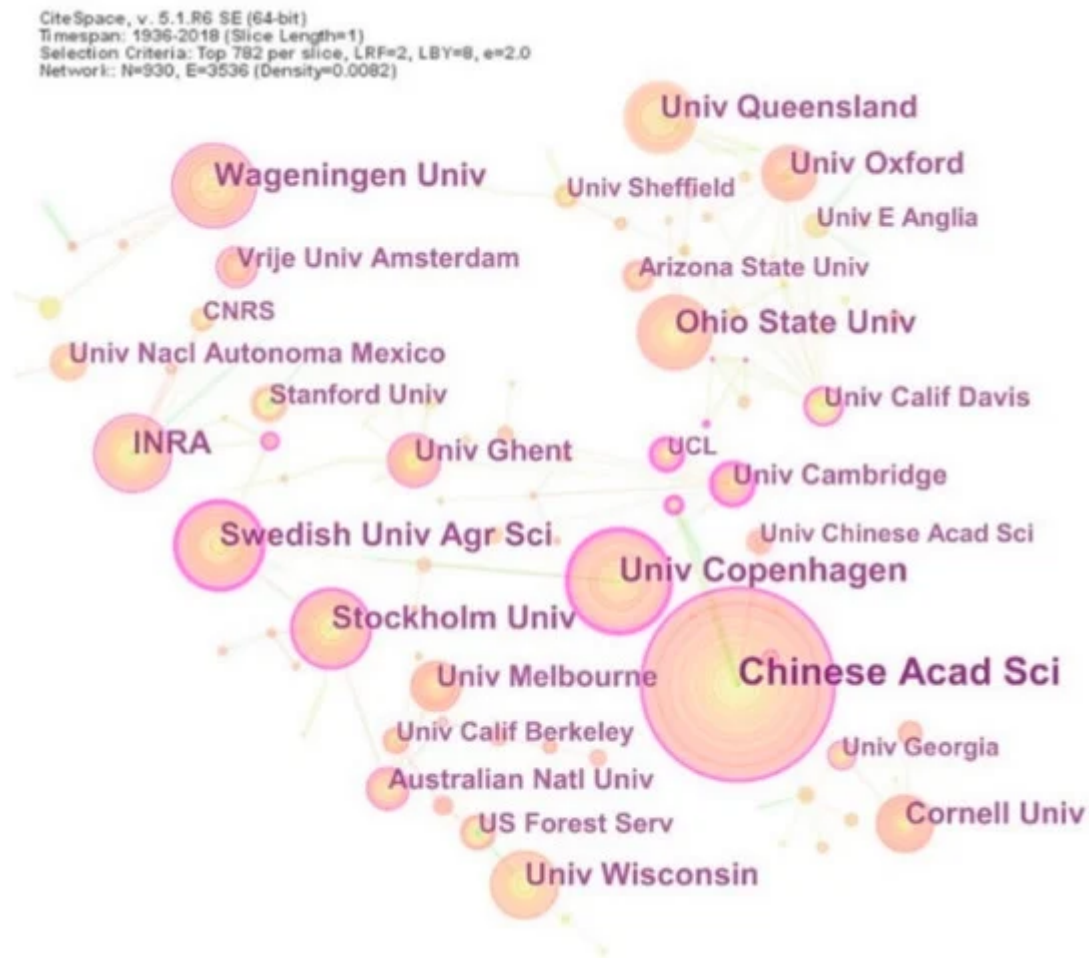 CiteSpace, v. 5.1.R6 SE (64-bit)
Timespan: 1936-2018 (Slice Length=1)
Selection Criteria: Top 782 per slice, LRF=2, LBY=8, e=2.0
Network: N=930, E=3536 (Density=0.0082)
Univ Queensland
Wageningen Univ
Univ Oxford
Univ Sheffield
Univ E Anglia
Vrije Univ Amsterdam
Arizona State Univ
CNRS
Ohio State Univ
Univ Nacl Autonoma Mexico
Stanford Univ
Univ Calif Davis
INRA
Univ Ghent
UCL
Univ Cambridge
Swedish Univ Agr Sci
Univ Chinese Acad Sci
Univ Copenhagen
Stockholm Univ
Chinese Acad Sci
Univ Melbourne
Univ Calif Berkeley
Univ Georgia
Australian Natl Univ
Cornell Univ
US Forest Serv
Univ Wisconsin